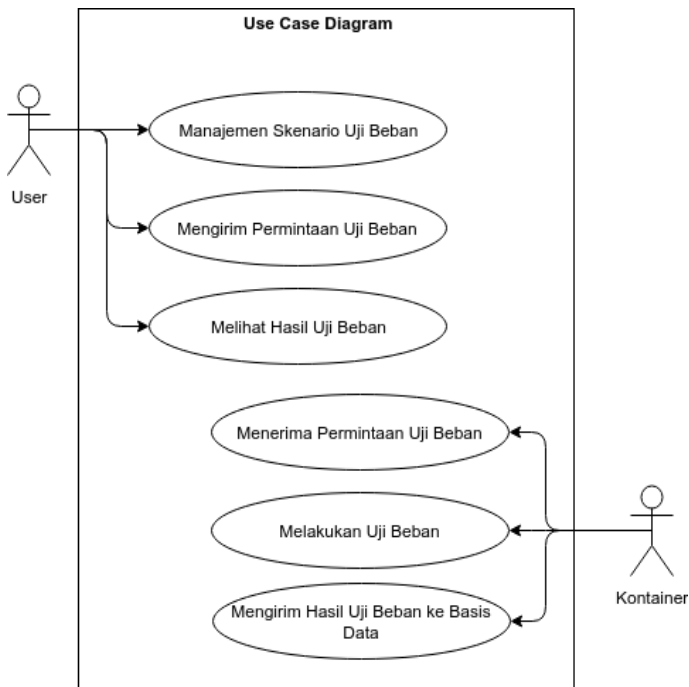 Use Case Diagram
Manajemen Skenario Uji Beban
User
Mengirim Permintaan Uji Beban
Melihat Hasil Uji Beban
Menerima Permintaan Uji Beban
Melakukan Uji Beban
Kontainer
Mengirim Hasil Uji Beban ke Basis
Data